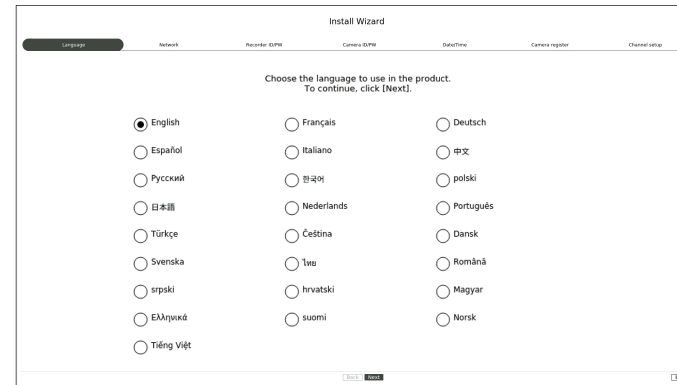 Install Wizard
Language Network Recorder ID/PW Camera ID/PW Date/Time Camera register Channel setup
Choose the language to use in the product.
To continue, click [Next].
English Français Deutsch
Español Italiano 中文
Русский 한국어 polski
日本語 Nederlands Português
Türkçe Čeština Dansk
Svenska ไทย Română
srpski hrvatski Magyar
Ελληνικά suomi Norsk
Tiếng Việt
Back Next